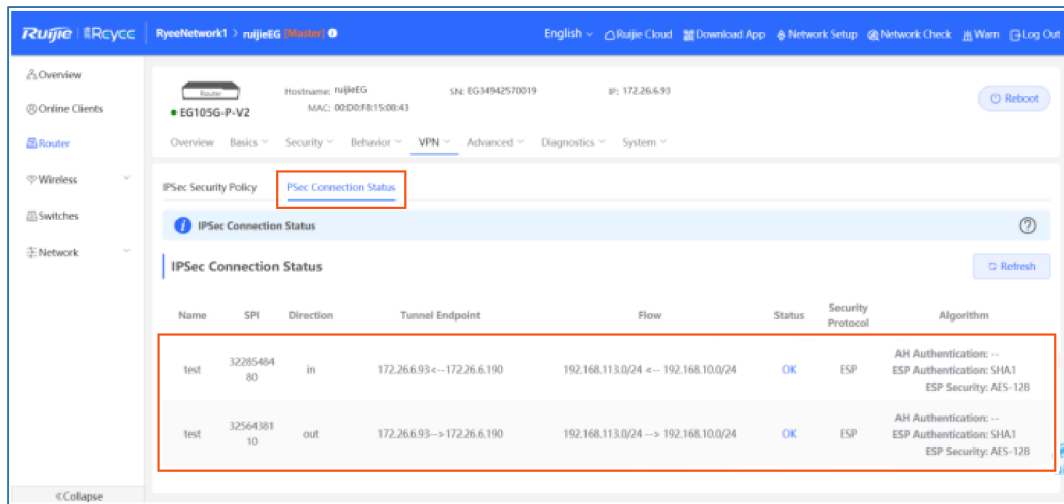 Ruijie | Rcycc RyeeNetwork1 > ruijieEG [Master] English Ruijie Cloud Download App Network Setup Network Check Warn Log Out
Overview
Online Clients
Router
Wireless
Switches
Network
Collapse
Router
EG105G-P-V2
Hostname: ruijieEG SN: EG34942570019 IP: 172.26.6.93
MAC: 00:D0:F8:15:08:43
Reboot
Overview Basics Security Behavior VPN Advanced Diagnostics System
IPSec Security Policy PSec Connection Status
i IPSec Connection Status ?
IPSec Connection Status Refresh
Name SPI Direction Tunnel Endpoint Flow Status Security Protocol Algorithm
test 32285484 in 172.26.6.93<--172.26.6.190 192.168.113.0/24 <-- 192.168.10.0/24 OK ESP AH Authentication: --
80 ESP Authentication: SHA1
ESP Security: AES-128
test 32564381 out 172.26.6.93-->172.26.6.190 192.168.113.0/24 --> 192.168.10.0/24 OK ESP AH Authentication: --
10 ESP Authentication: SHA1
ESP Security: AES-128